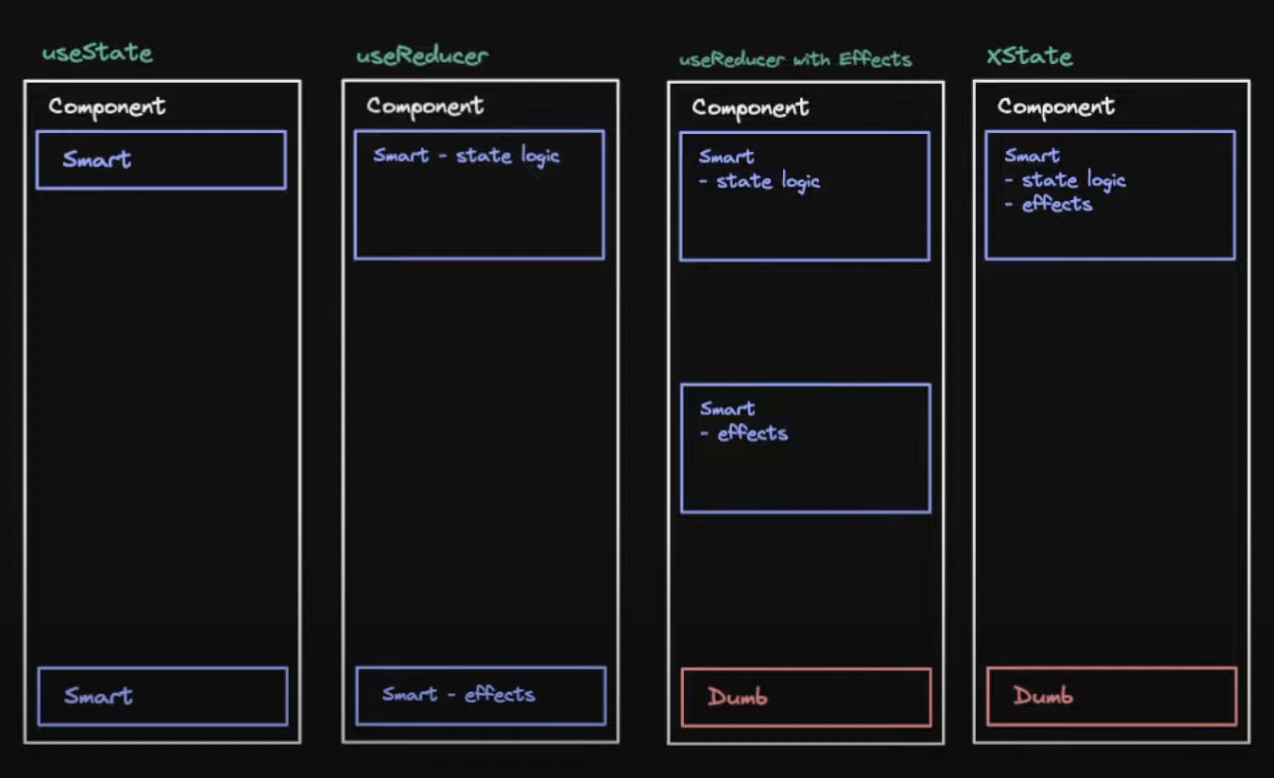 useState
Component
Smart
Smart
useReducer
Component
Smart - state logic
Smart - effects
useReducer with Effects
Component
Smart
- state logic
Smart
- effects
Dumb
XState
Component
Smart
- state logic
- effects
Dumb